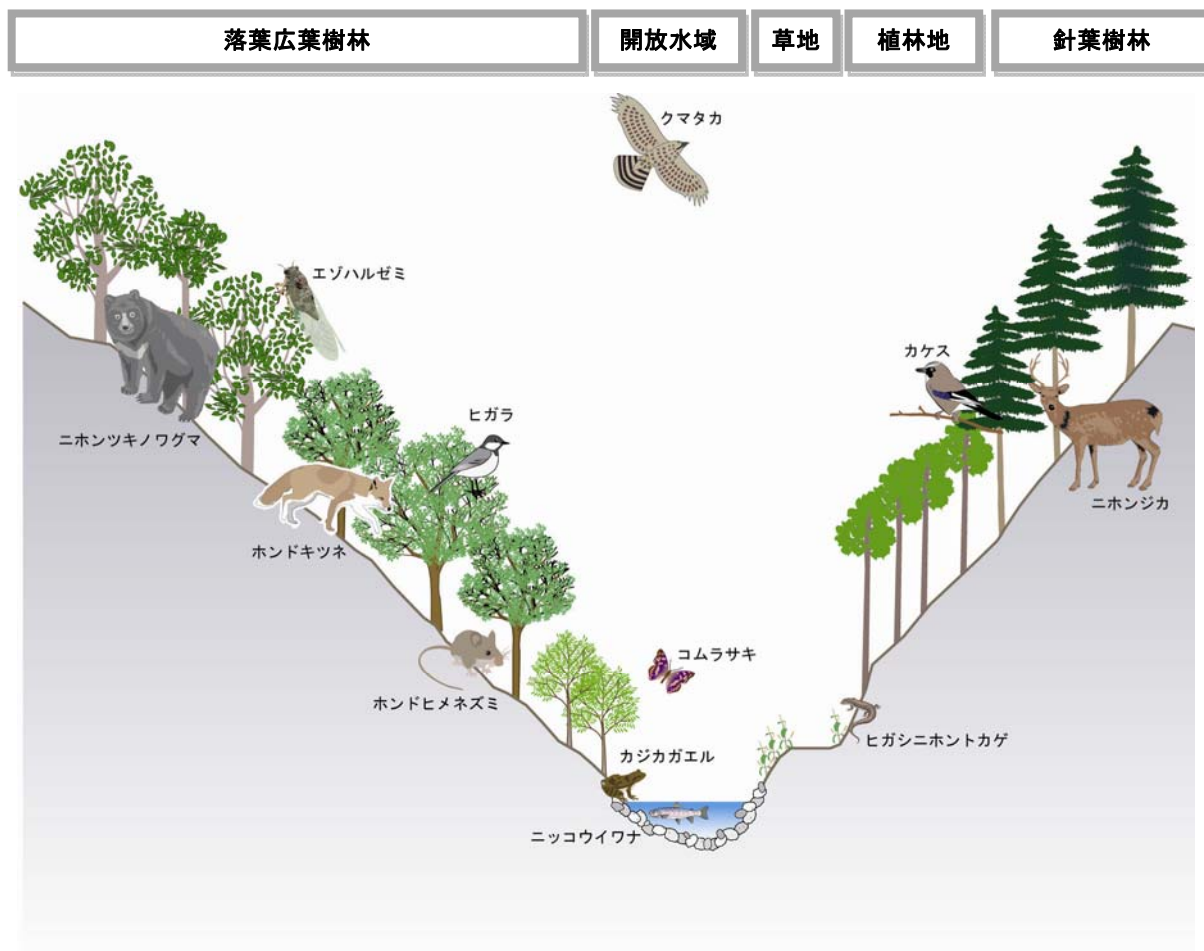 落葉広葉樹林
開放水域
草地
植林地
針葉樹林
クマタカ
エゾハルゼミ
カケス
ヒガラ
ニホンツキノワグマ
ニホンジカ
ホンドキツネ
コムラサキ
ホンドヒメネズミ
ヒガシニホントカゲ
カジカガエル
ニッコウイワナ